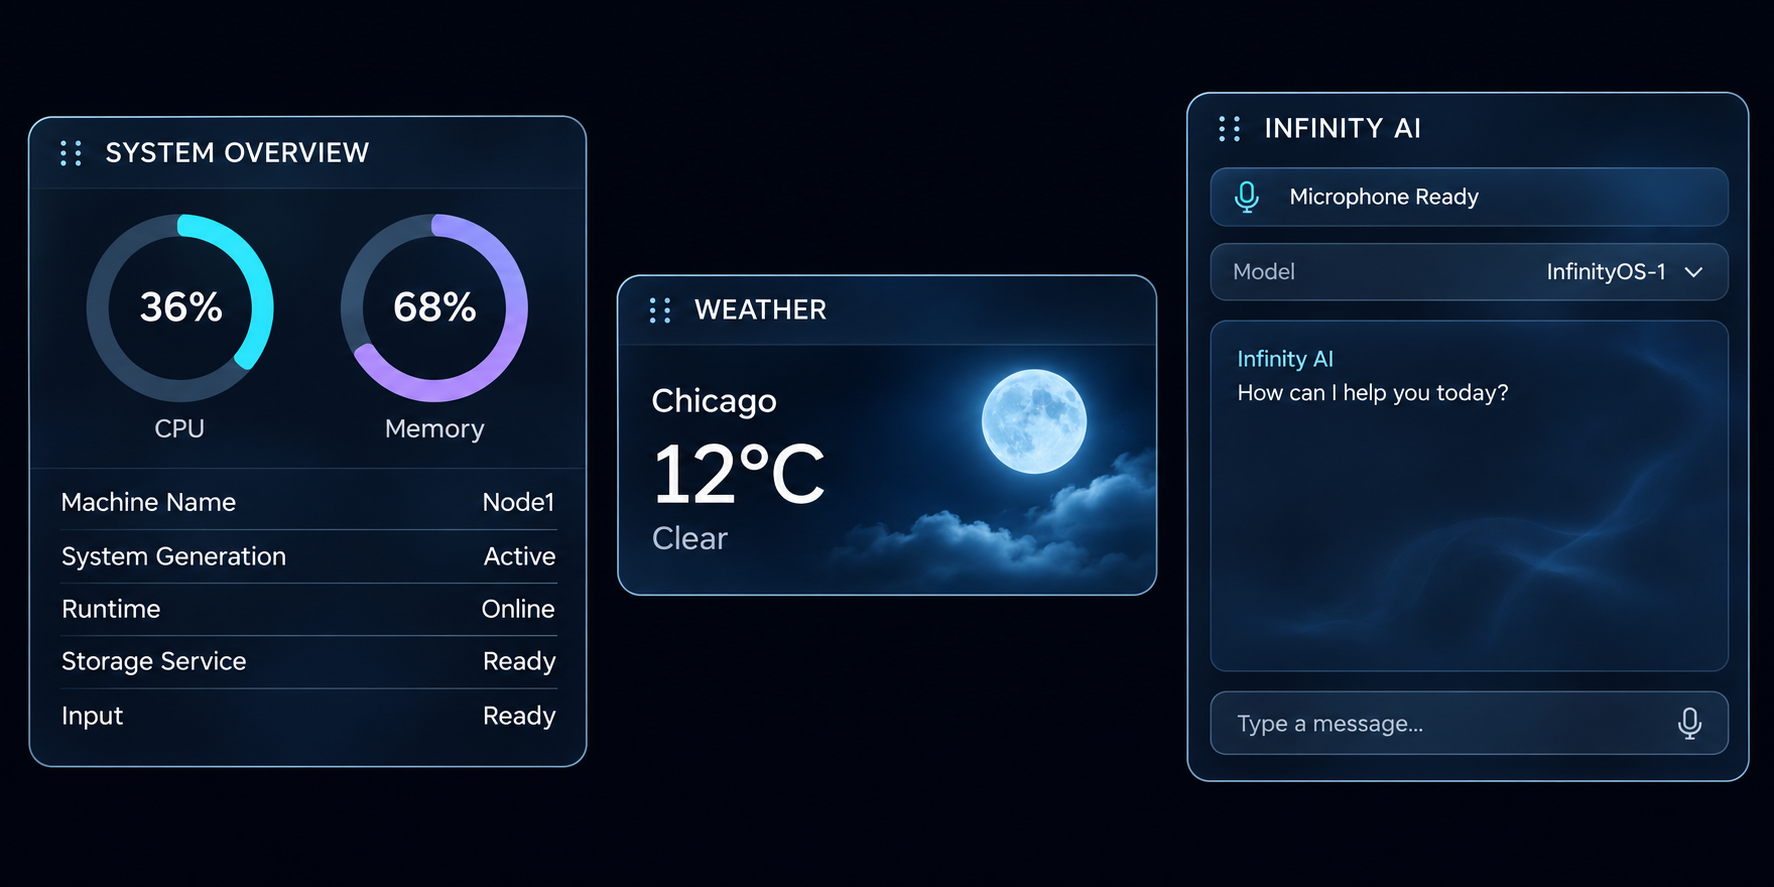 SYSTEM OVERVIEW
36%
68%
CPU
Memory
Machine Name Node1
System Generation Active
Runtime Online
Storage Service Ready
Input Ready
WEATHER
Chicago
12°C
Clear
INFINITY AI
Microphone Ready
Model InfinityOS-1
Infinity AI
How can I help you today?
Type a message...